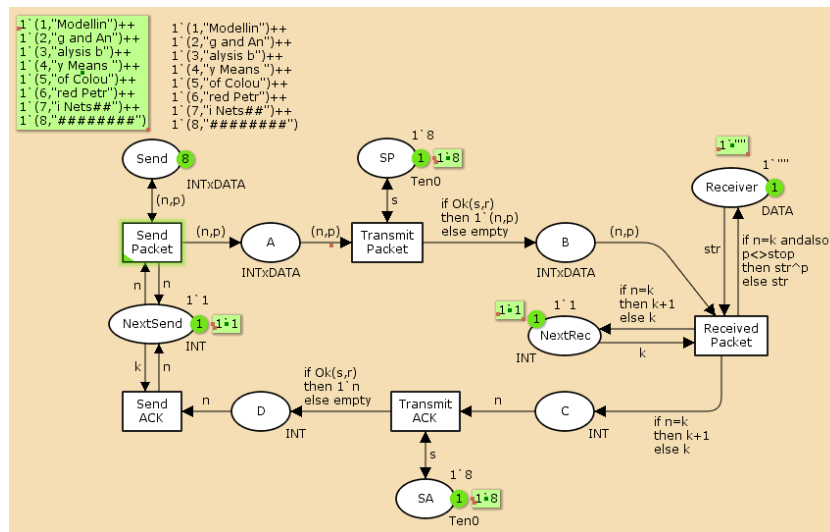 1`(1,"Modellin")++
1`(2,"g and An")++
1`(3,"alysis b")++
1`(4,"y Means ")++
1`(5,"of Colou")++
1`(6,"red Petr")++
1`(7,"i Nets##")++
1`(8,"########")
1`(1,"Modellin")++
1`(2,"g and An")++
1`(3,"alysis b")++
1`(4,"y Means ")++
1`(5,"of Colou")++
1`(6,"red Petr")++
1`(7,"i Nets##")++
1`(8,"########")
Send
8
INTxDATA
1`8
SP
1
1`8
Ten0
1`""
1`""
Receiver
1
DATA
(n,p)
s
Send
Packet
(n,p)
A
INTxDATA
(n,p)
Transmit
Packet
if Ok(s,r)
then 1`(n,p)
else empty
B
INTxDATA
(n,p)
str
if n=k andalso
p<>stop
then str^p
else str
n
n
1`1
NextSend
1
1`1
INT
1`1
1
1`1
NextRec
INT
if n=k
then k+1
else k
k
Received
Packet
k
n
Send
ACK
n
D
INT
if Ok(s,r)
then 1`n
else empty
Transmit
ACK
n
C
INT
if n=k
then k+1
else k
s
1`8
SA
1
1`8
Ten0